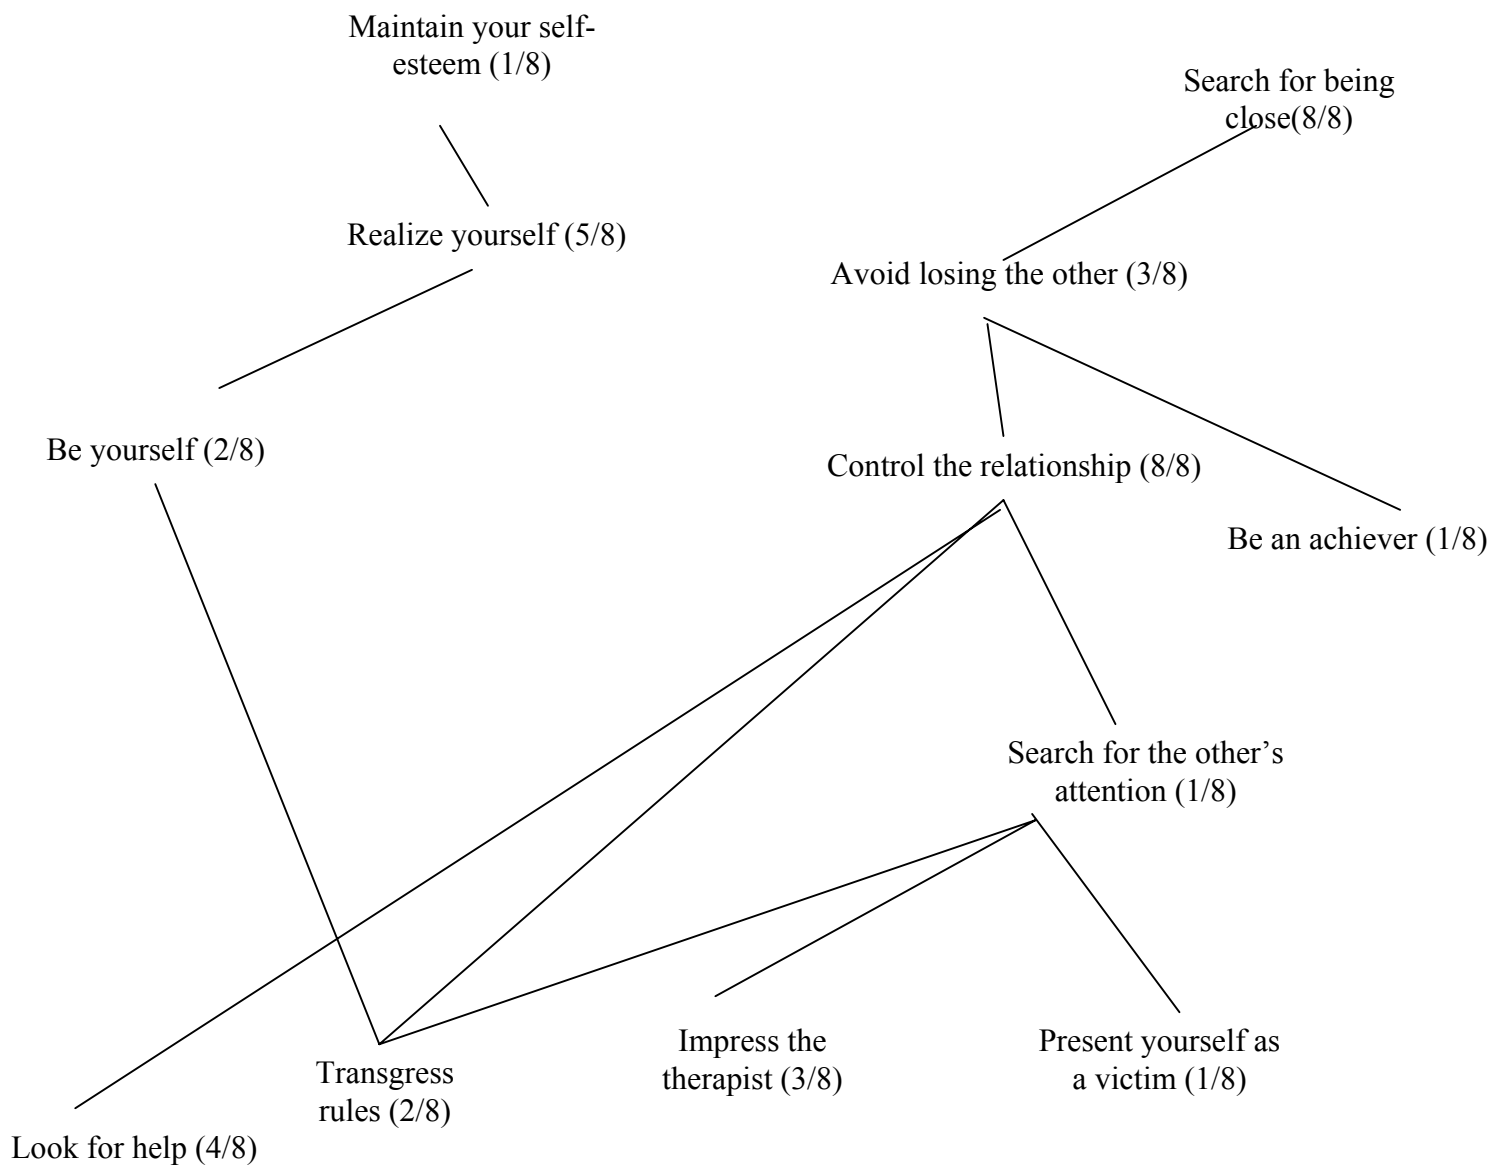 Maintain your self-
esteem (1/8)
Search for being
close(8/8)
Realize yourself (5/8)
Avoid losing the other (3/8)
Be yourself (2/8)
Control the relationship (8/8)
Be an achiever (1/8)
Search for the other’s
attention (1/8)
Impress the
therapist (3/8)
Present yourself as
a victim (1/8)
Transgress
rules (2/8)
Look for help (4/8)